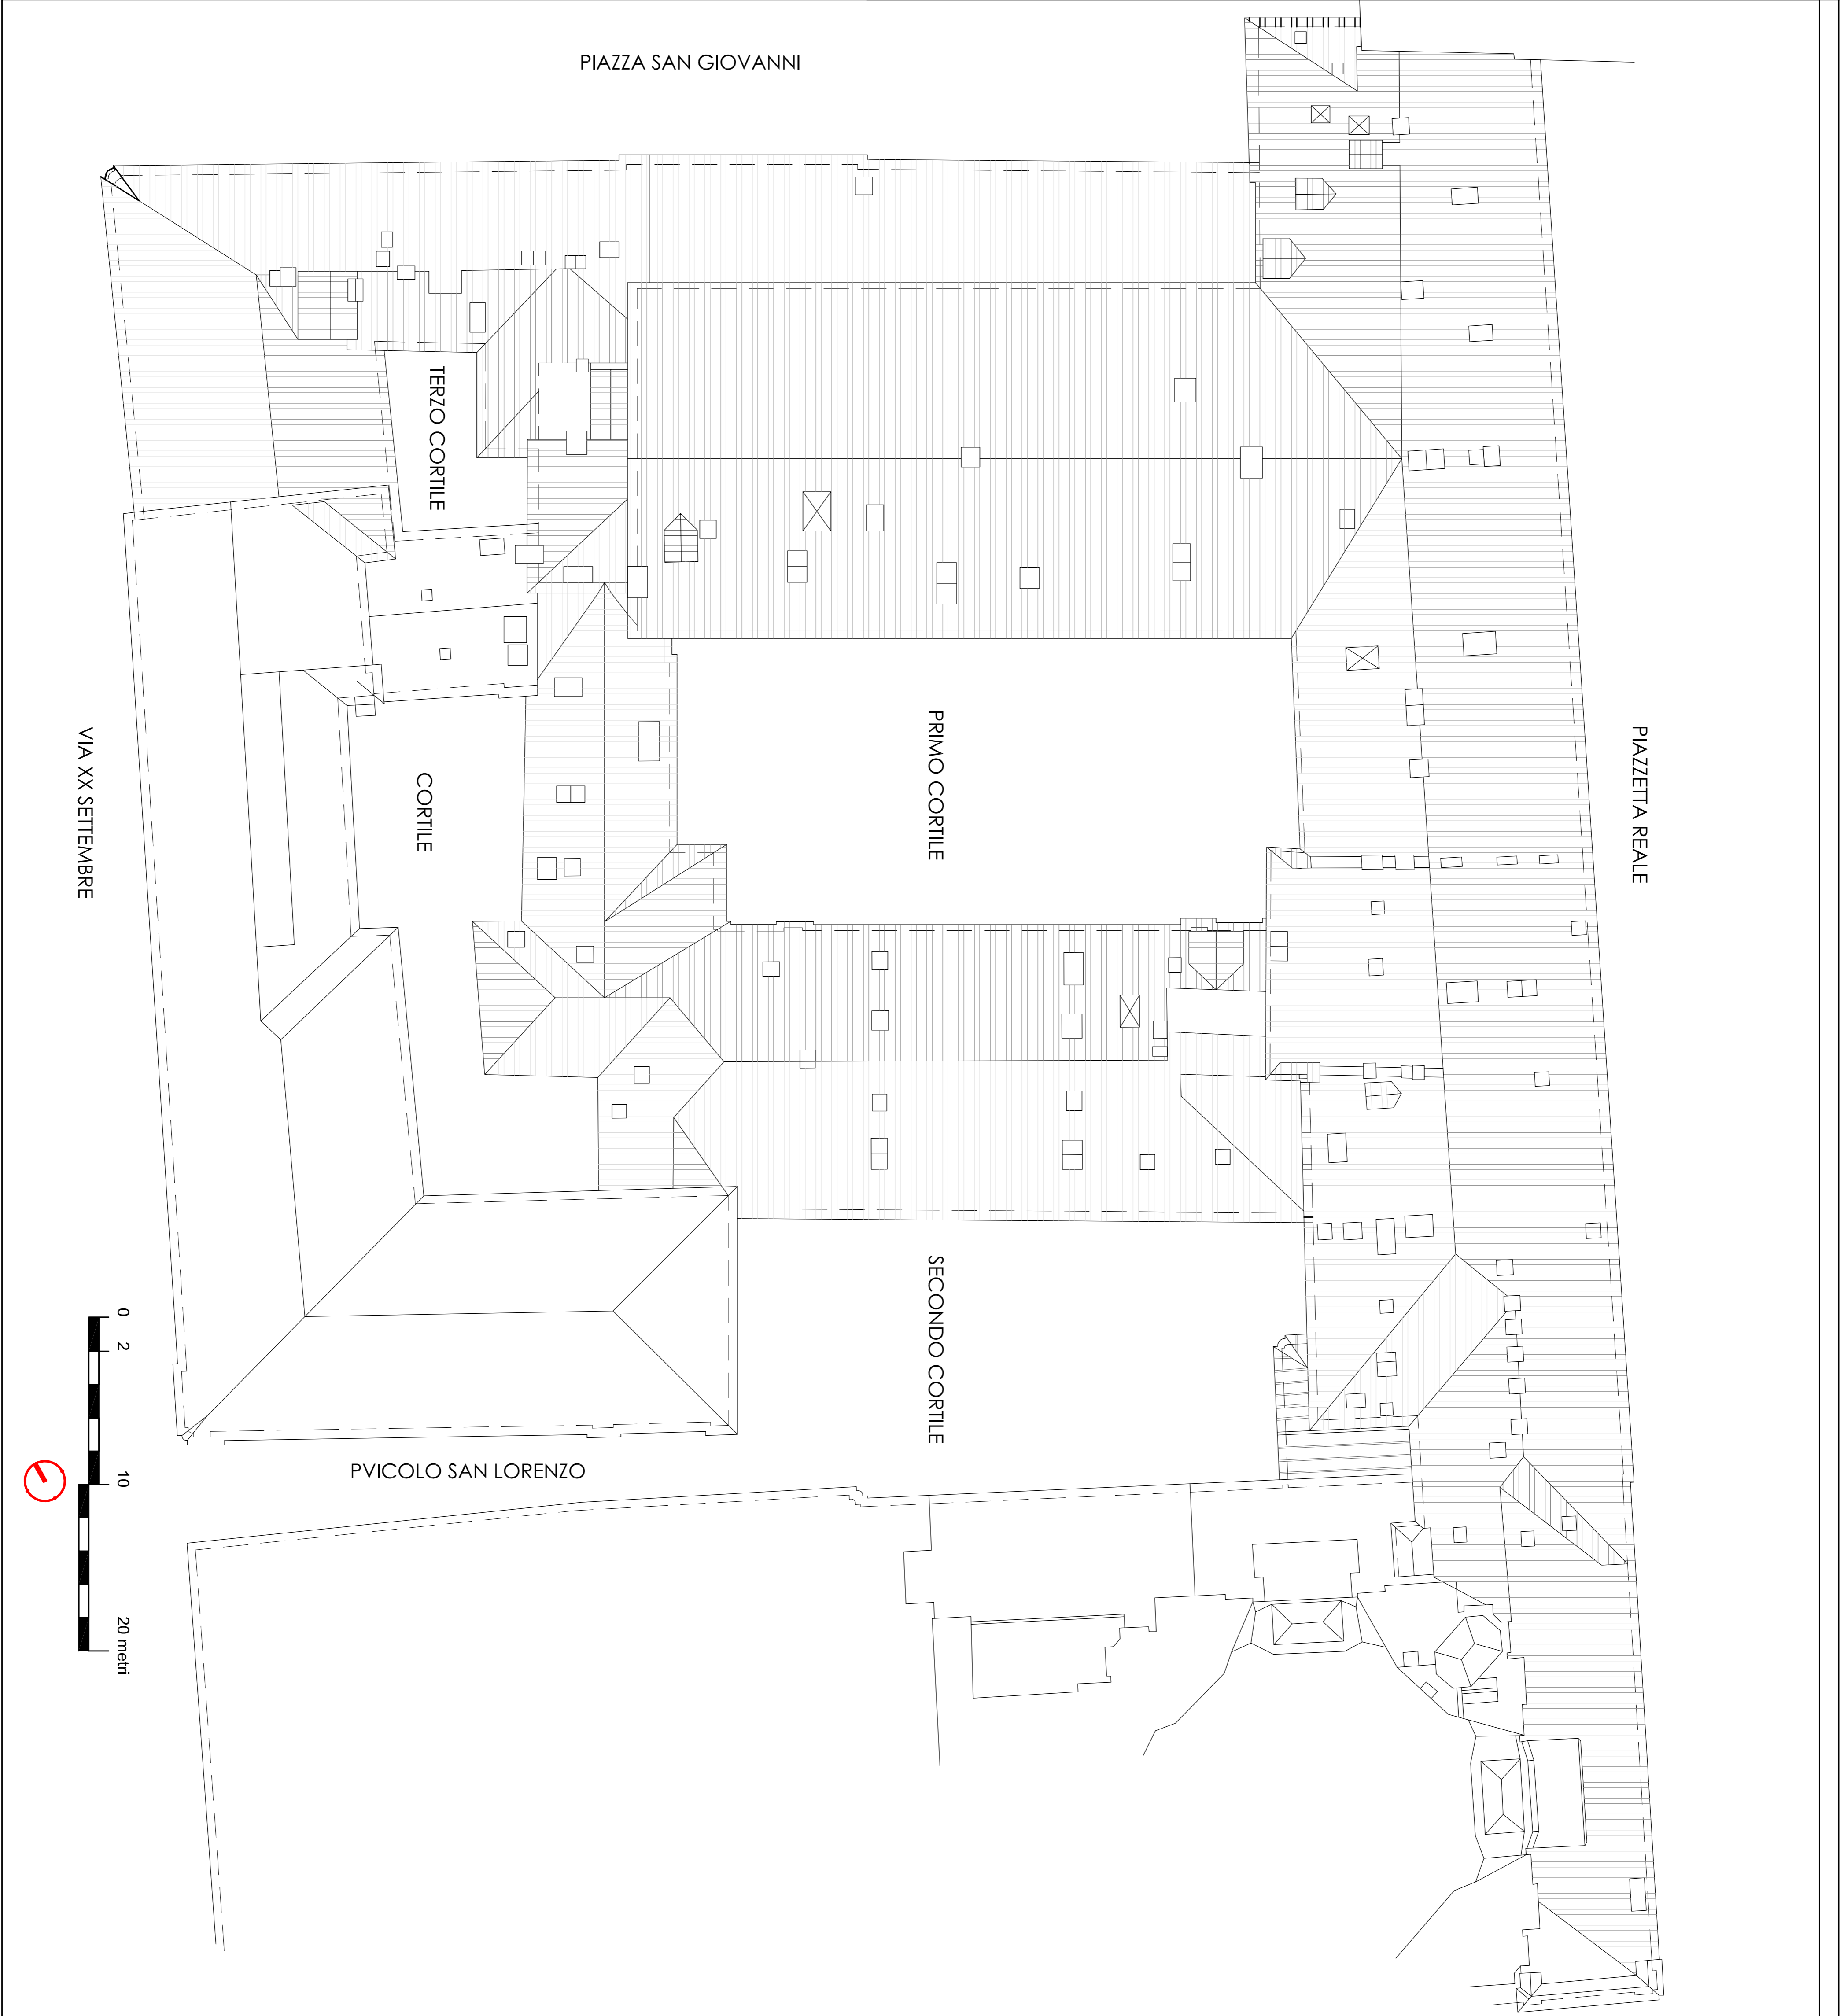 PIAZZA SAN GIOVANNI
TERZO CORTILE
VIA XX SETTEMBRE
CORTILE
PRIMO CORTILE
PIAZZETTA REALE
SECONDO CORTILE
PVICOLO SAN LORENZO
0
2
10
20 metri